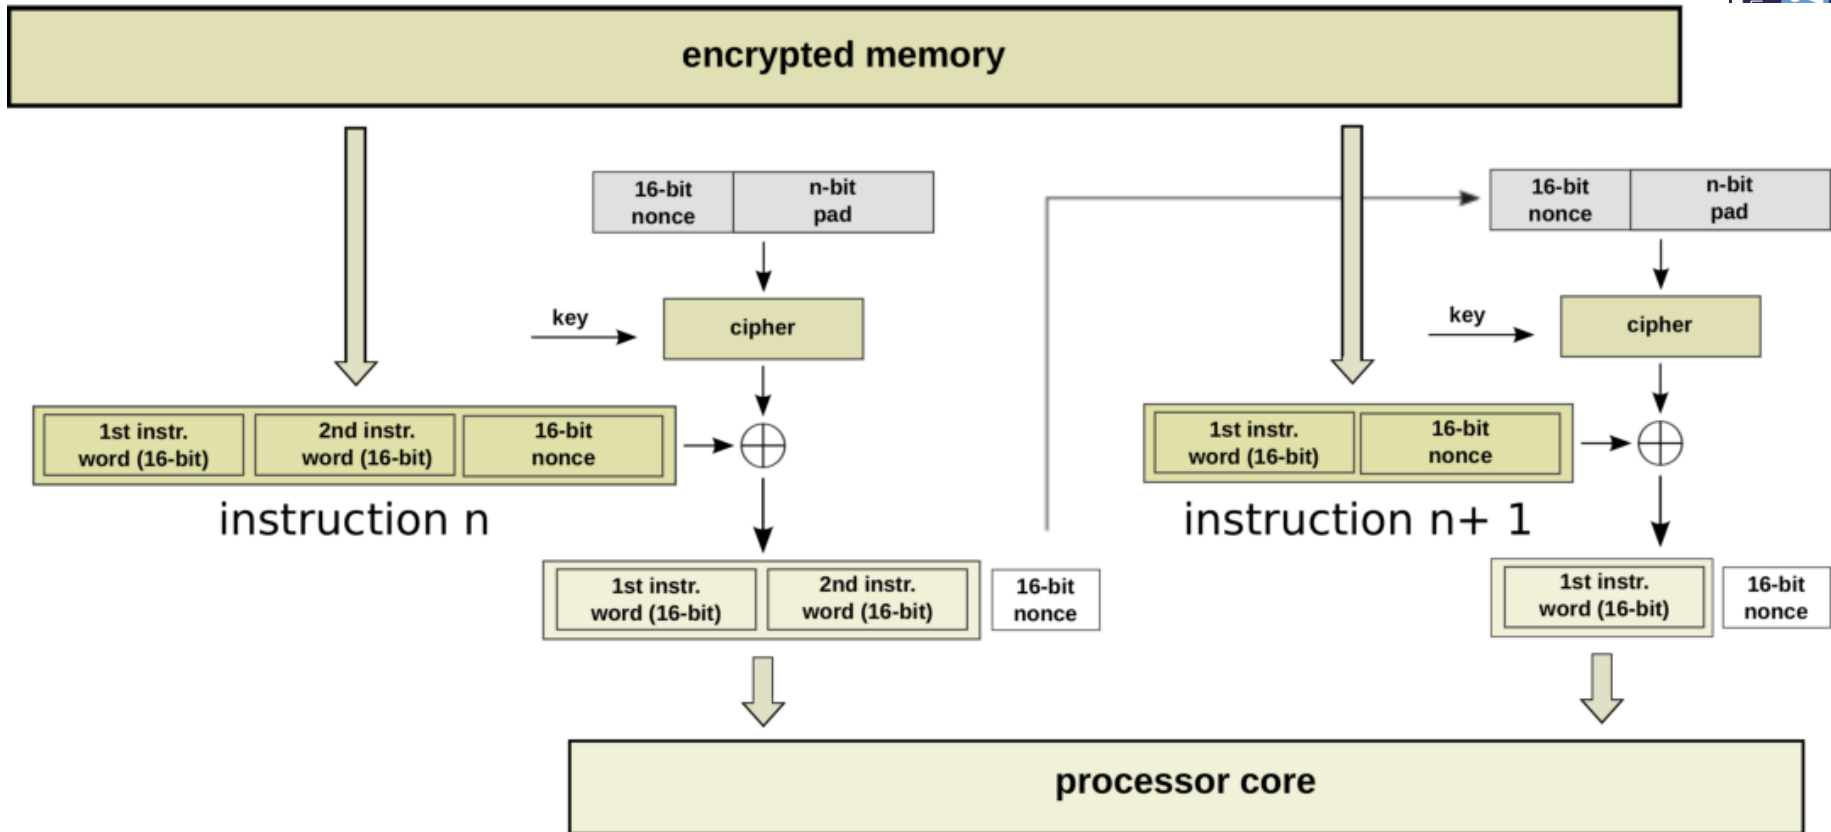 encrypted memory
16-bit
nonce
n-bit
pad
16-bit
nonce
n-bit
pad
key
cipher
key
cipher
1st instr.
word (16-bit)
2nd instr.
word (16-bit)
16-bit
nonce
1st instr.
word (16-bit)
16-bit
nonce
instruction n
instruction n+ 1
1st instr.
word (16-bit)
2nd instr.
word (16-bit)
16-bit
nonce
1st instr.
word (16-bit)
16-bit
nonce
processor core